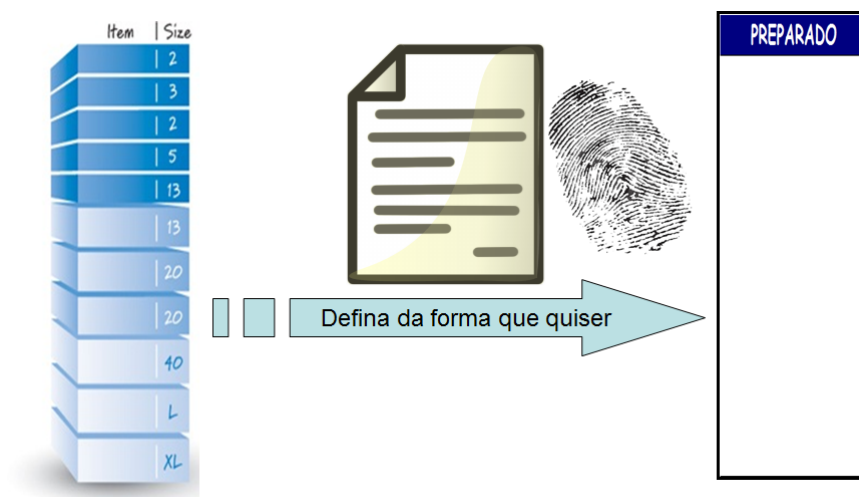 Item | Size
2
3
2
5
13
13
20
20
40
L
XL
Defina da forma que quiser
PREPARADO